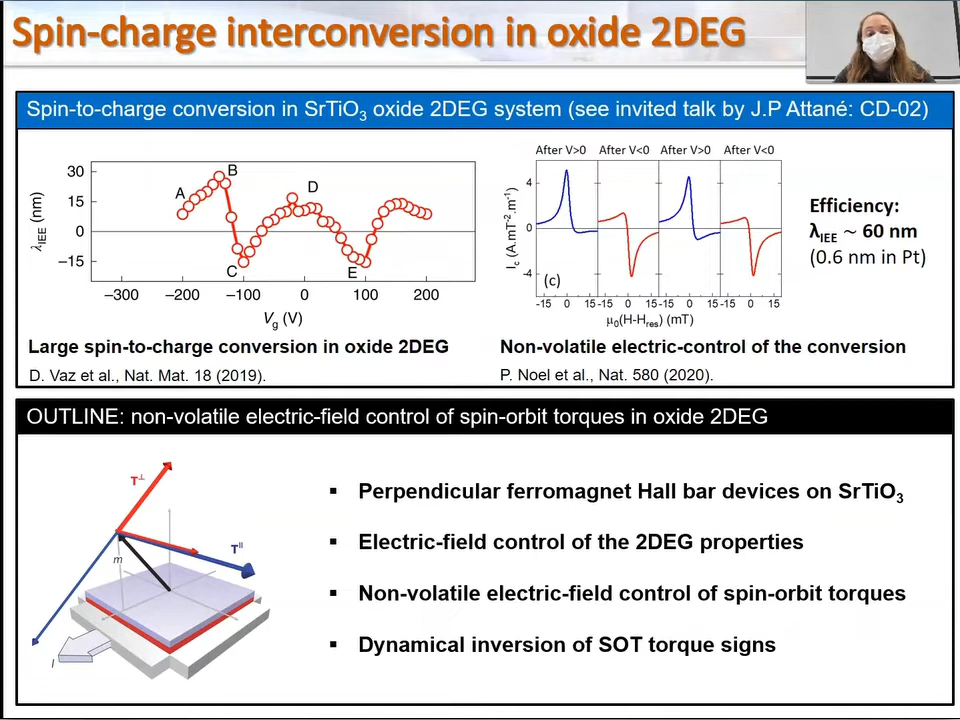 Spin-charge interconversion in oxide 2DEG
Spin-to-charge conversion in SrTiO3 oxide 2DEG system (see invited talk by J.P Attané: CD-02)
λIEE (nm)
30
15
0
−15
A
B
C
D
E
−300 −200 −100 0 100 200
Vg (V)
Large spin-to-charge conversion in oxide 2DEG
D. Vaz et al., Nat. Mat. 18 (2019).
After V>0 After V<0 After V>0 After V<0
Ic (A.mT-2.m-1)
4
0
-4
(c)
-15 0 15 -15 0 15 -15 0 15 -15 0 15
μ0(H-Hres) (mT)
Efficiency:
λIEE ~ 60 nm
(0.6 nm in Pt)
Non-volatile electric-control of the conversion
P. Noel et al., Nat. 580 (2020).
OUTLINE: non-volatile electric-field control of spin-orbit torques in oxide 2DEG
T⊥
T||
m
I
▪ Perpendicular ferromagnet Hall bar devices on SrTiO3
▪ Electric-field control of the 2DEG properties
▪ Non-volatile electric-field control of spin-orbit torques
▪ Dynamical inversion of SOT torque signs